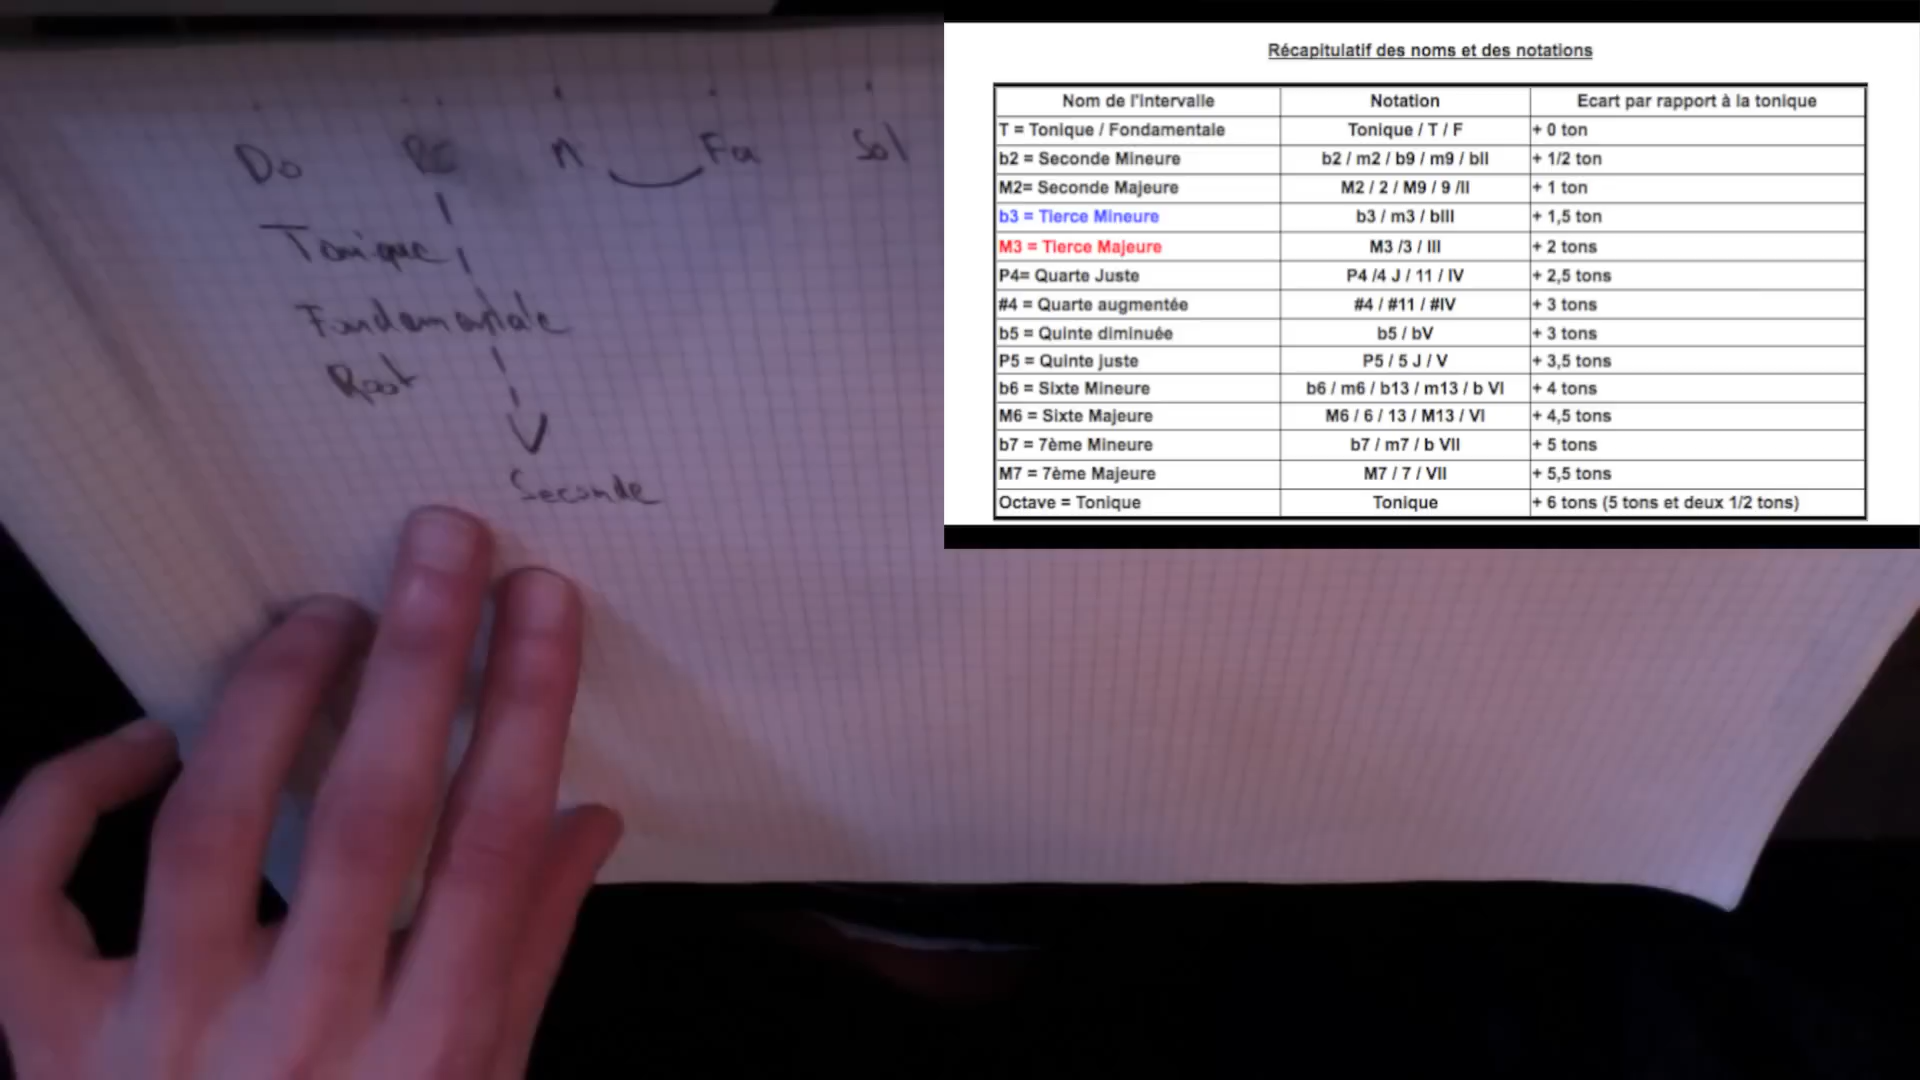 Do Ré Mi Fa Sol
Tonique
Fondamentale
Root
Seconde
Récapitulatif des noms et des notations
Nom de l'intervalle Notation Ecart par rapport à la tonique
T = Tonique / Fondamentale Tonique / T / F + 0 ton
b2 = Seconde Mineure b2 / m2 / b9 / m9 / bII + 1/2 ton
M2= Seconde Majeure M2 / 2 / M9 / 9 /II + 1 ton
b3 = Tierce Mineure b3 / m3 / bIII + 1,5 ton
M3 = Tierce Majeure M3 /3 / III + 2 tons
P4= Quarte Juste P4 /4 J / 11 / IV + 2,5 tons
#4 = Quarte augmentée #4 / #11 / #IV + 3 tons
b5 = Quinte diminuée b5 / bV + 3 tons
P5 = Quinte juste P5 / 5 J / V + 3,5 tons
b6 = Sixte Mineure b6 / m6 / b13 / m13 / b VI + 4 tons
M6 = Sixte Majeure M6 / 6 / 13 / M13 / VI + 4,5 tons
b7 = 7ème Mineure b7 / m7 / b VII + 5 tons
M7 = 7ème Majeure M7 / 7 / VII + 5,5 tons
Octave = Tonique Tonique + 6 tons (5 tons et deux 1/2 tons)